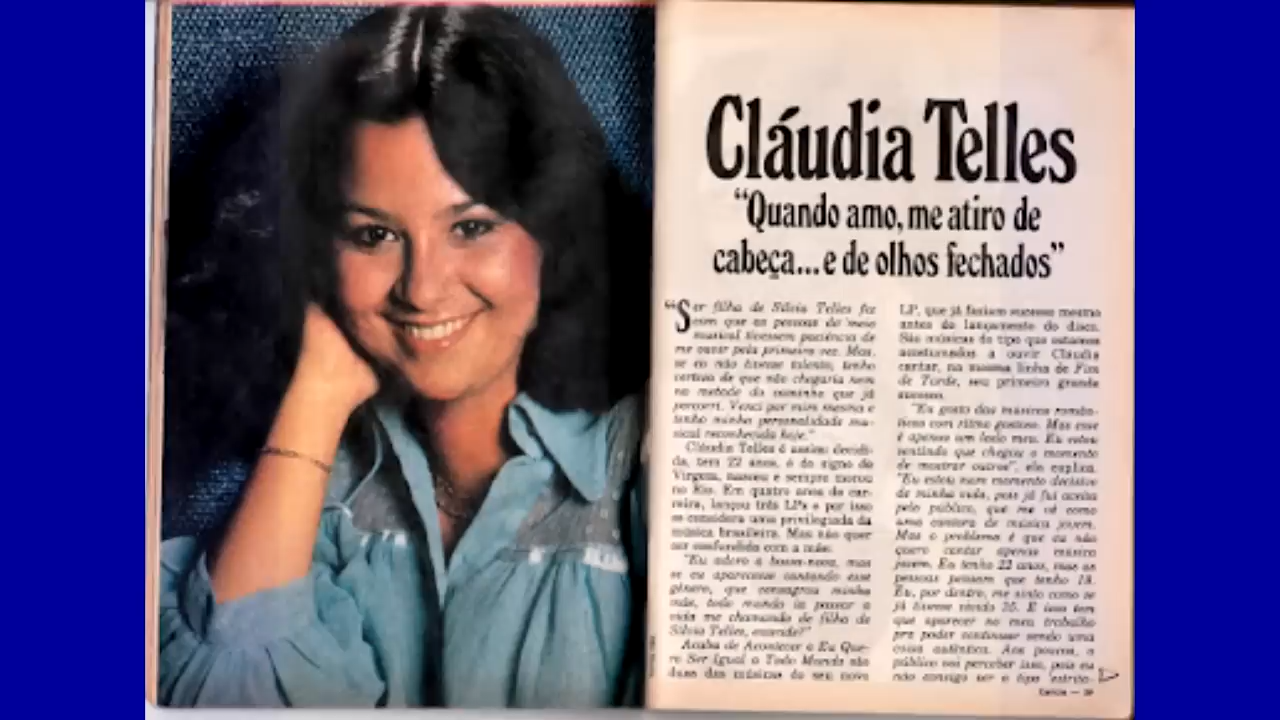 Cláudia Telles
“Quando amo, me atiro de
cabeça...e de olhos fechados”
“Ser filha de Sílvia Telles fez
com que as pessoas do meio
musical tivessem paciência de
me ouvir pela primeira vez. Mas,
se eu não tivesse talento, tenho
certeza de que não chegaria nem
na metade do caminho que já
percorri. Venci por mim mesma e
tenho minha personalidade mu-
sical reconhecida hoje.”
Cláudia Telles é assim: decidi-
da, tem 22 anos, é do signo de
Virgem, nasceu e sempre morou
no Rio. Em quatro anos de car-
reira, lançou três LPs e por isso
se considera uma privilegiada da
música brasileira. Mas não quer
ser confundida com a mãe:
“Eu adoro a bossa-nova, mas
se eu aparecesse cantando esse
gênero, que consagrou minha
mãe, todo mundo ia passar a
vida me chamando de filha de
Sílvia Telles, entende?”
Acaba de Acontecer e Eu Que-
ro Ser Igual a Todo Mundo são
duas das músicas do seu novo
LP, que já faziam sucesso mesmo
antes do lançamento do disco.
São músicas do tipo que estamos
acostumados a ouvir Cláudia
cantar, na mesma linha de Fim
de Tarde, seu primeiro grande
sucesso.
“Eu gosto das músicas român-
ticas com ritmo gostoso. Mas esse
é apenas um lado meu. Eu estou
sentindo que chegou o momento
de mostrar outros”, ela explica.
“Eu estou num momento decisivo
de minha vida, pois já fui aceita
pelo público, que me vê como
uma cantora de música jovem.
Mas o problema é que eu não
quero cantar apenas música
jovem. Eu tenho 22 anos, mas as
pessoas pensam que tenho 18.
Eu, por dentro, me sinto como se
já tivesse vivido 35. E isso tem
que aparecer no meu trabalho
pra poder continuar sendo uma
coisa autêntica. Aos poucos, o
público vai perceber isso, pois eu
não consigo ser o tipo ‘estrite-